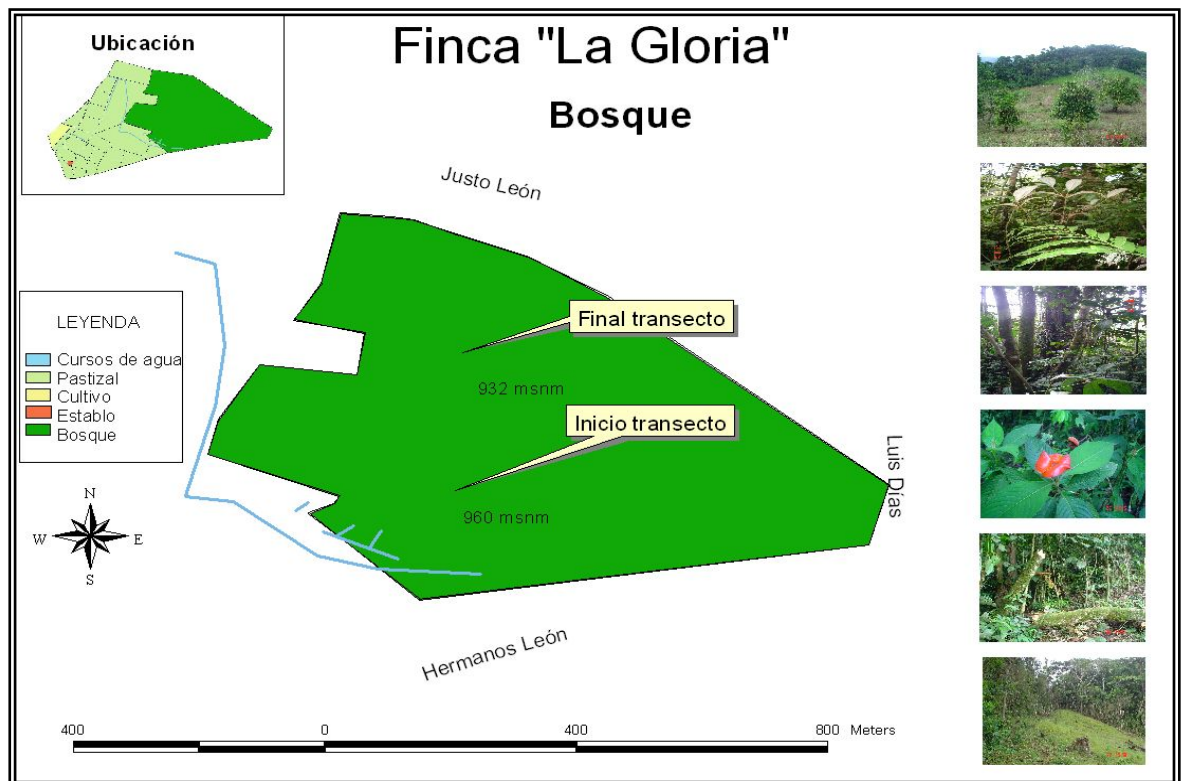 Ubicación
Finca "La Gloria"
Bosque
Justo León
Final transecto
932 msnm
Inicio transecto
960 msnm
Luis Días
Hermanos León
LEYENDA
Cursos de agua
Pastizal
Cultivo
Establo
Bosque
N
W E
S
400 0 400 800 Meters